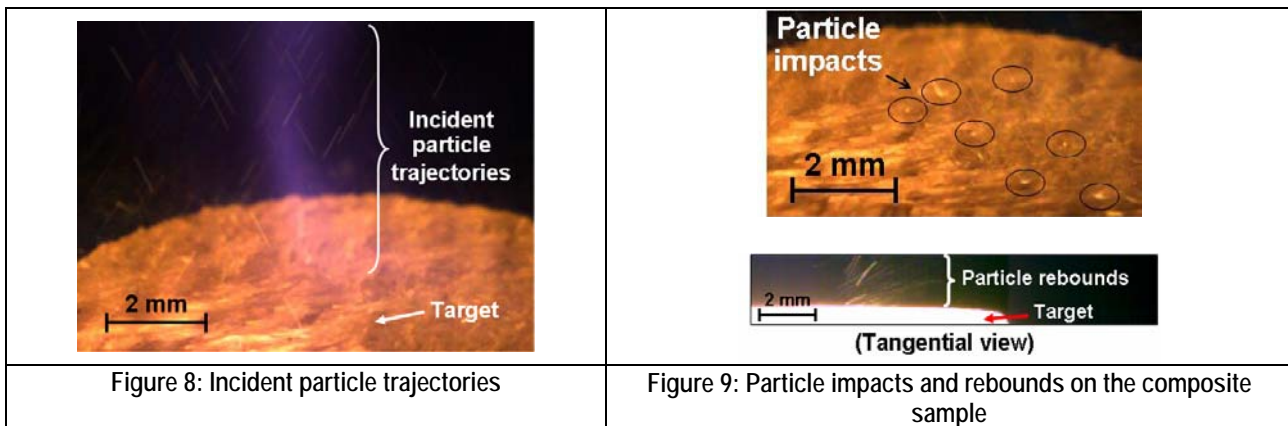 Incident
particle
trajectories
2 mm
Target
Figure 8: Incident particle trajectories
Particle
impacts
2 mm
Particle rebounds
2 mm
Target
(Tangential view)
Figure 9: Particle impacts and rebounds on the composite
sample